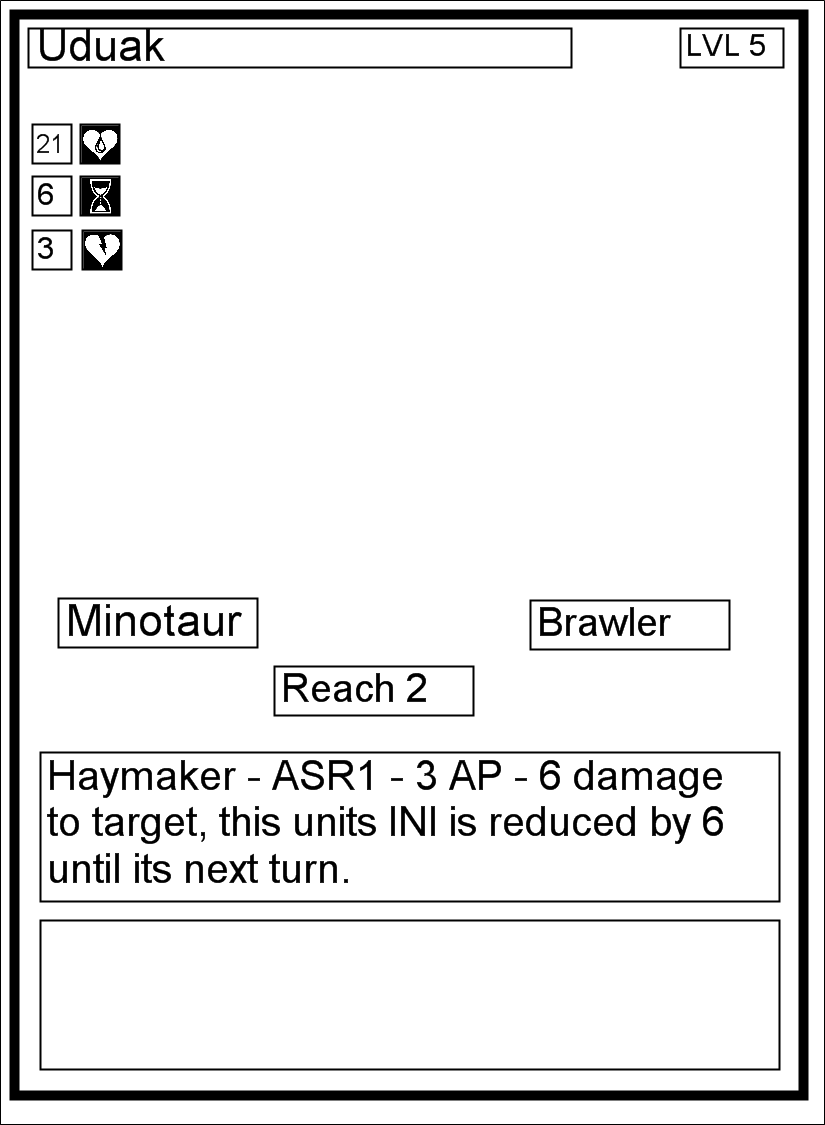 Uduak
LVL 5
21
6
3
Minotaur
Brawler
Reach 2
Haymaker - ASR1 - 3 AP - 6 damage
to target, this units INI is reduced by 6
until its next turn.